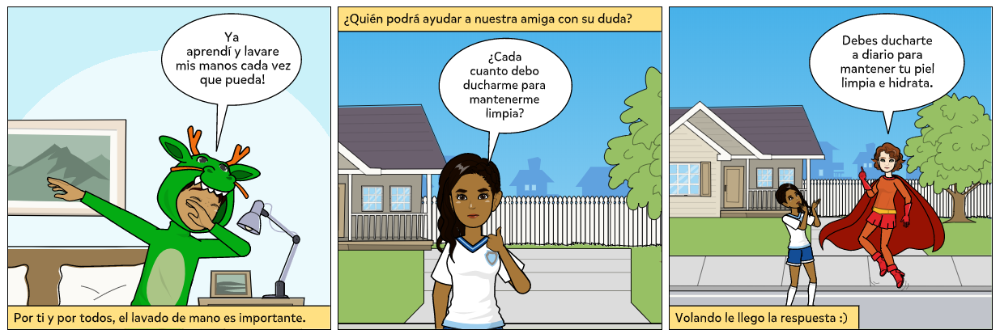 Ya
aprendí y lavare
mis manos cada vez
que pueda!
Por ti y por todos, el lavado de mano es importante.
¿Quién podrá ayudar a nuestra amiga con su duda?
¿Cada
cuanto debo
ducharme para
mantenerme
limpia?
Debes ducharte
a diario para
mantener tu piel
limpia e hidrata.
Volando le llego la respuesta :)